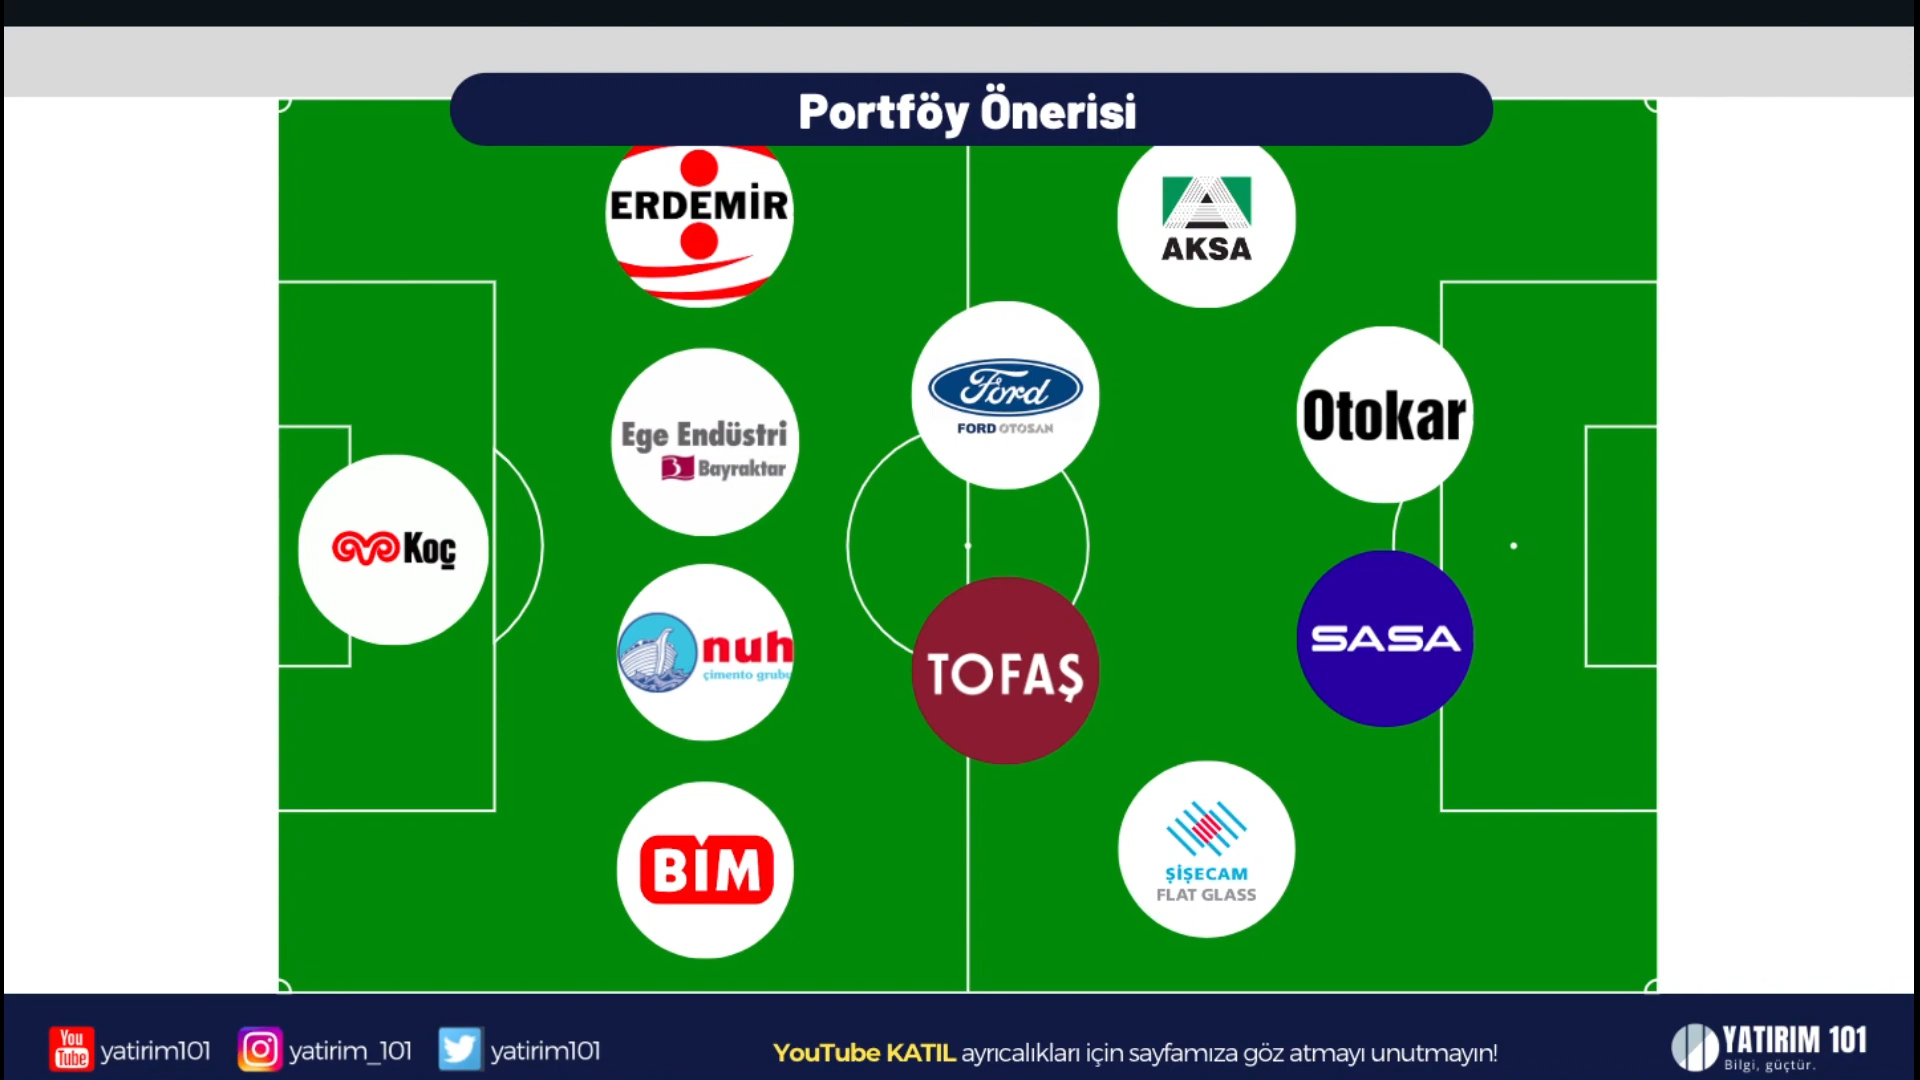 Portföy Önerisi
ERDEMİR
AKSA
Ford
FORD OTOSAN
Otokar
Ege Endüstri
Bayraktar
Koç
nuh
çimento grubu
TOFAŞ
SASA
BİM
ŞİŞECAM
FLAT GLASS
You
Tube
yatirim101
yatirim_101
yatirim101
YouTube KATIL ayrıcalıkları için sayfamıza göz atmayı unutmayın!
YATIRIM 101
Bilgi, güçtür.